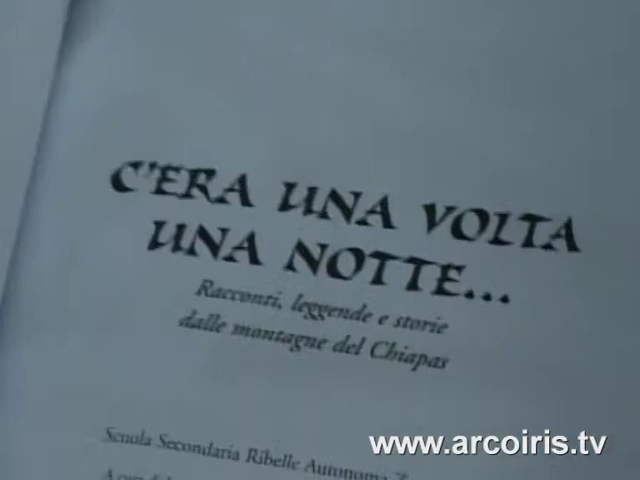 C'ERA UNA VOLTA
UNA NOTTE...
Racconti, leggende e storie
dalle montagne del Chiapas
Scuola Secondaria Ribelle Autonoma
www.arcoiris.tv